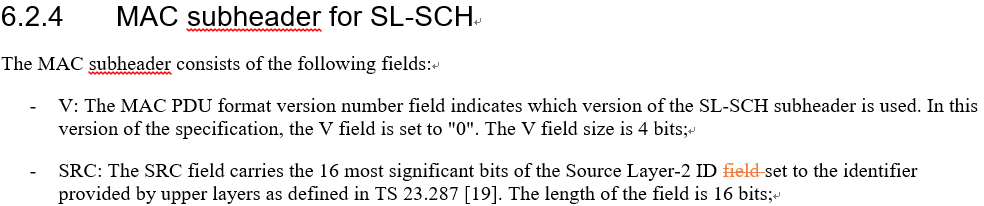 6.2.4 MAC subheader for SL-SCH
The MAC subheader consists of the following fields:
- V: The MAC PDU format version number field indicates which version of the SL-SCH subheader is used. In this
version of the specification, the V field is set to "0". The V field size is 4 bits;
- SRC: The SRC field carries the 16 most significant bits of the Source Layer-2 ID field set to the identifier
provided by upper layers as defined in TS 23.287 [19]. The length of the field is 16 bits;